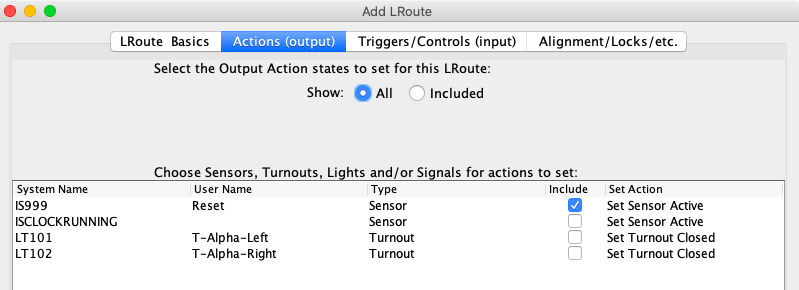 Add LRoute
LRoute Basics Actions (output) Triggers/Controls (input) Alignment/Locks/etc.
Select the Output Action states to set for this LRoute:
Show: All Included
Choose Sensors, Turnouts, Lights and/or Signals for actions to set:
System Name User Name Type Include Set Action
IS999 Reset Sensor Set Sensor Active
ISCLOCKRUNNING Sensor Set Sensor Active
LT101 T-Alpha-Left Turnout Set Turnout Closed
LT102 T-Alpha-Right Turnout Set Turnout Closed